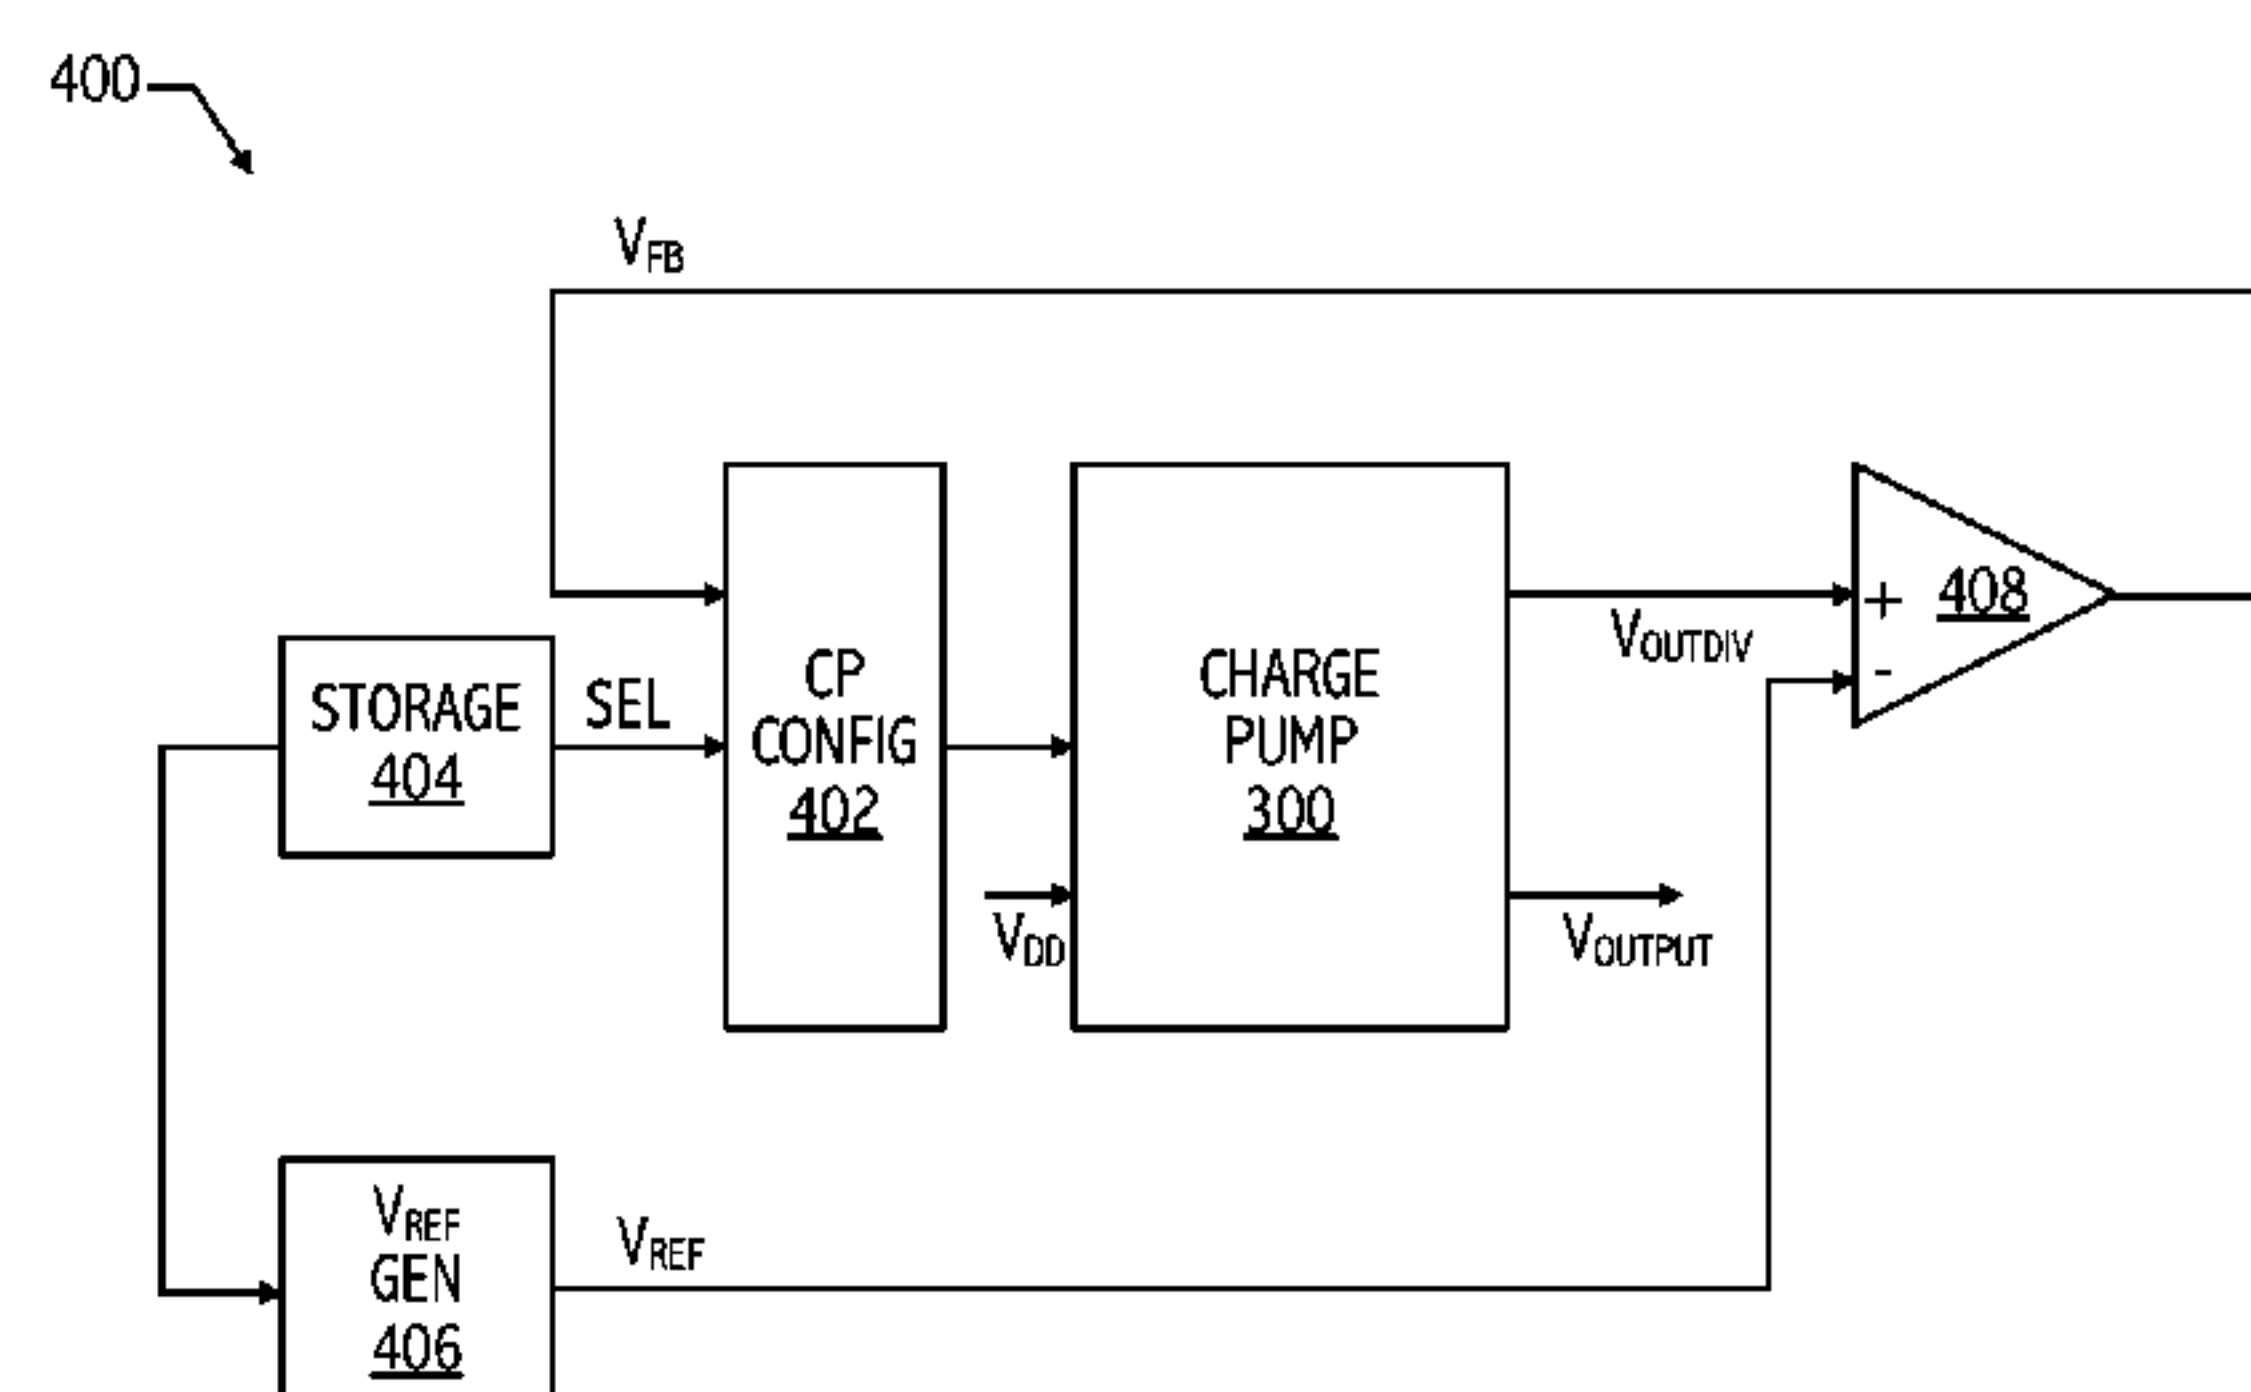 400
VFB
STORAGE
404
SEL
CP
CONFIG
402
CHARGE
PUMP
300
VDD
VOUTDIV
VOUTPUT
+
-
408
VREF
GEN
406
VREF